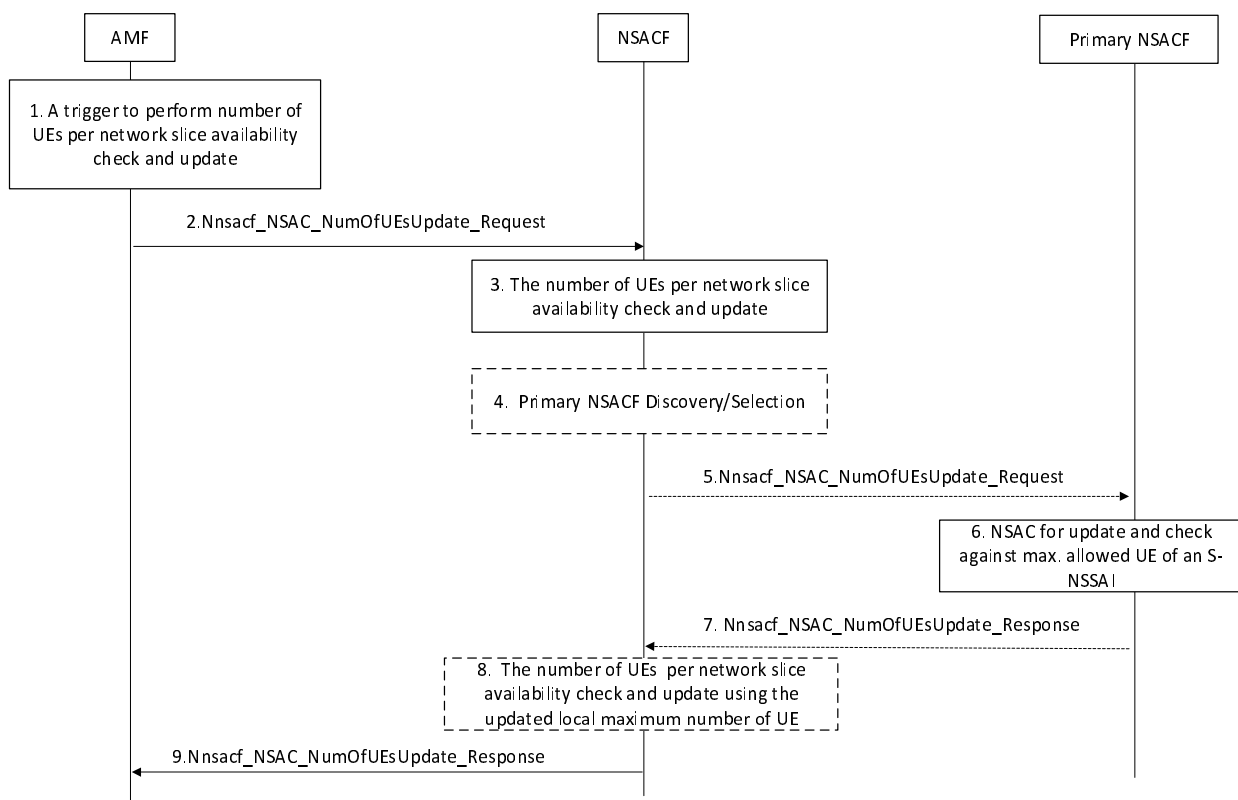 AMF
NSACF
Primary NSACF
1. A trigger to perform number of
UEs per network slice availability
check and update
2.Nnsacf_NSAC_NumOfUEsUpdate_Request
3. The number of UEs per network slice
availability check and update
4. Primary NSACF Discovery/Selection
5.Nnsacf_NSAC_NumOfUEsUpdate_Request
6. NSAC for update and check
against max. allowed UE of an S-
NSSAI
7. Nnsacf_NSAC_NumOfUEsUpdate_Response
8. The number of UEs per network slice
availability check and update using the
updated local maximum number of UE
9.Nnsacf_NSAC_NumOfUEsUpdate_Response